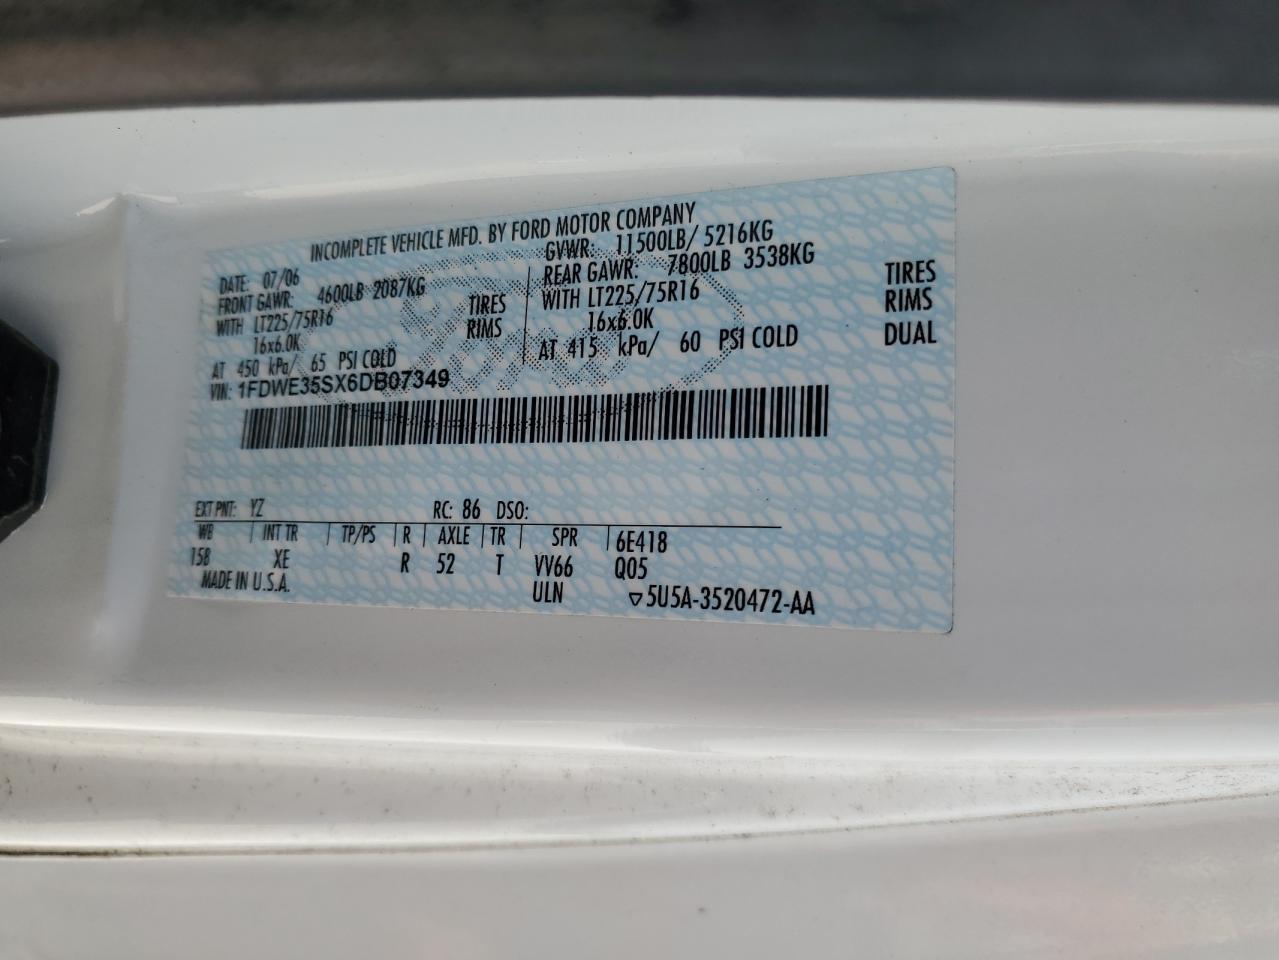 INCOMPLETE VEHICLE MFD. BY FORD MOTOR COMPANY
DATE: 07/06 GVWR: 11500LB/ 5216KG
FRONT GAWR: 4600LB 2087KG REAR GAWR: 7800LB 3538KG
WITH LT225/75R16 TIRES WITH LT225/75R16 TIRES
16x6.0K RIMS 16x6.0K RIMS
AT 450 kPa/ 65 PSI COLD AT 415 kPa/ 60 PSI COLD DUAL
VIN: 1FDWE35SX6DB07349
EXT PNT: YZ RC: 86 DSO:
WB INT TR TP/PS R AXLE TR SPR 6E418
158 XE R 52 T VV66 Q05
MADE IN U.S.A. ULN ▽5U5A-3520472-AA